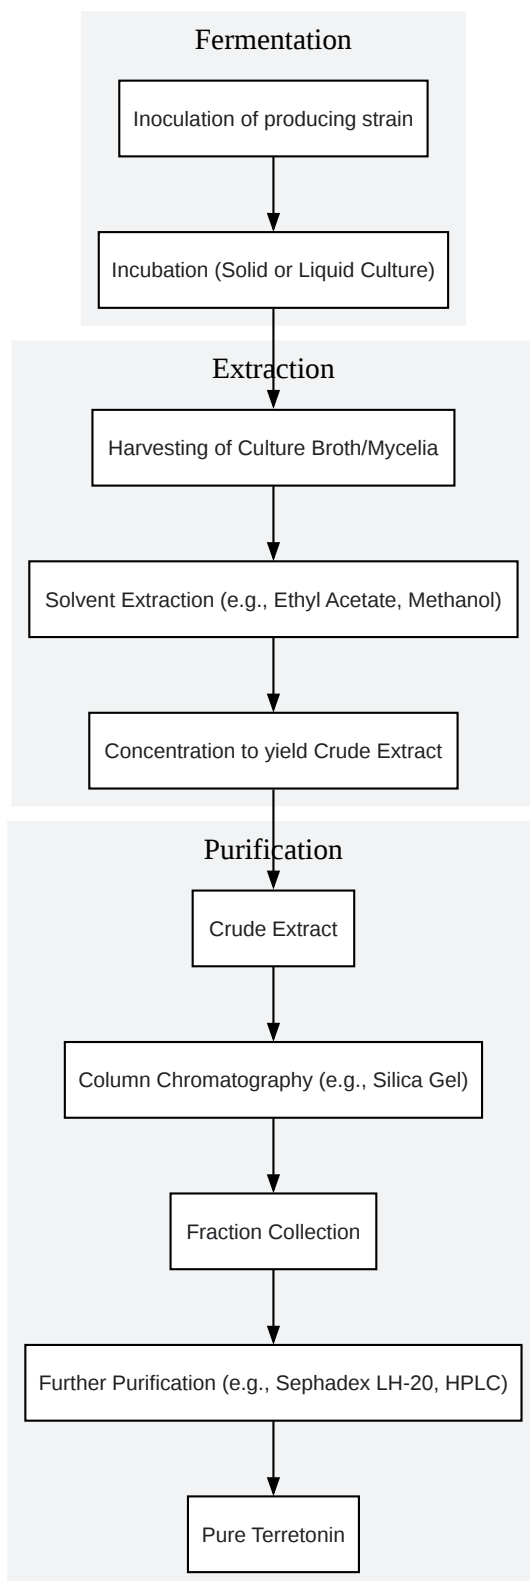 Fermentation
Inoculation of producing strain
Incubation (Solid or Liquid Culture)
Extraction
Harvesting of Culture Broth/Mycelia
Solvent Extraction (e.g., Ethyl Acetate, Methanol)
Concentration to yield Crude Extract
Purification
Crude Extract
Column Chromatography (e.g., Silica Gel)
Fraction Collection
Further Purification (e.g., Sephadex LH-20, HPLC)
Pure Terretonin